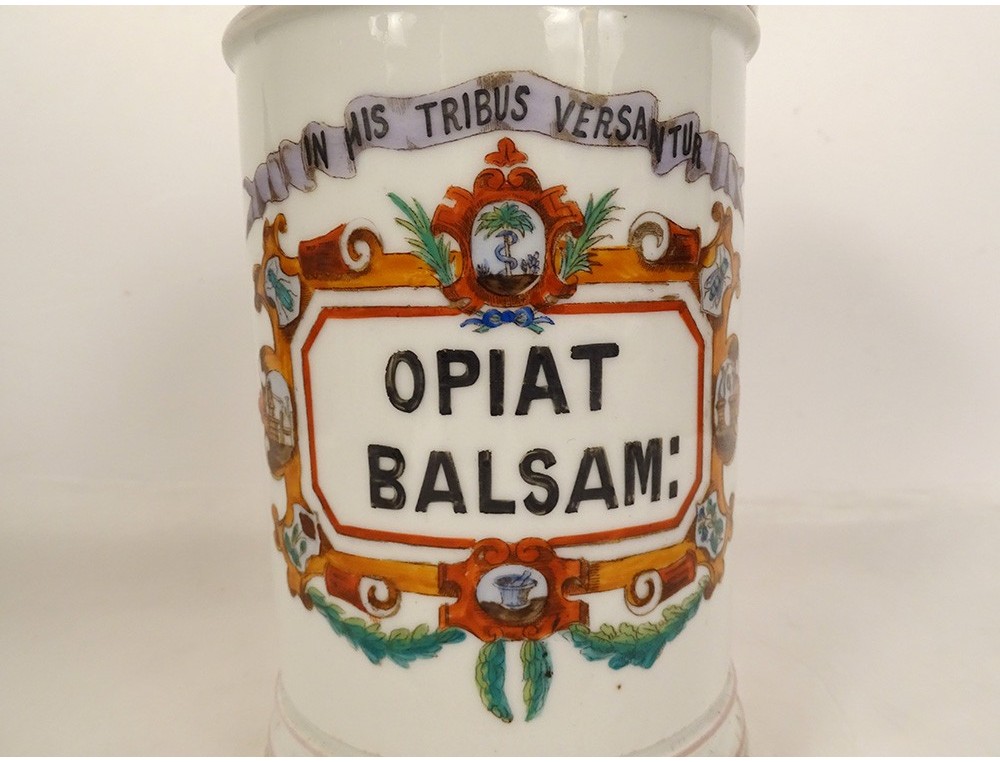 IN HIS TRIBUS VERSANTUR
OPIAT
BALSAM: